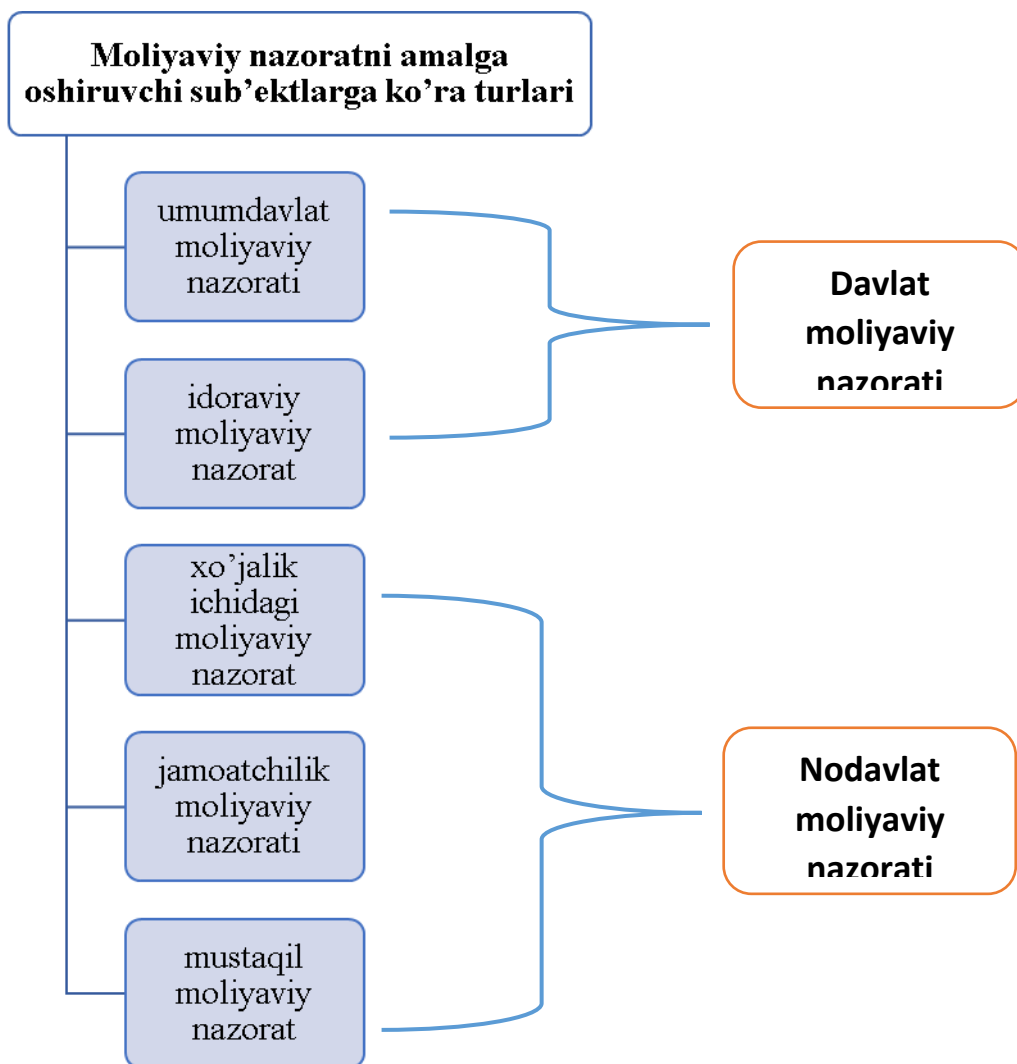 Moliyaviy nazoratni amalga
oshiruvchi sub’ektlarga ko’ra turlari
umumdavlat
moliyaviy
nazorati
idoraviy
moliyaviy
nazorat
xo’jalik
ichidagi
moliyaviy
nazorat
jamoatchilik
moliyaviy
nazorati
mustaqil
moliyaviy
nazorat
Davlat
moliyaviy
nazorati
Nodavlat
moliyaviy
nazorati